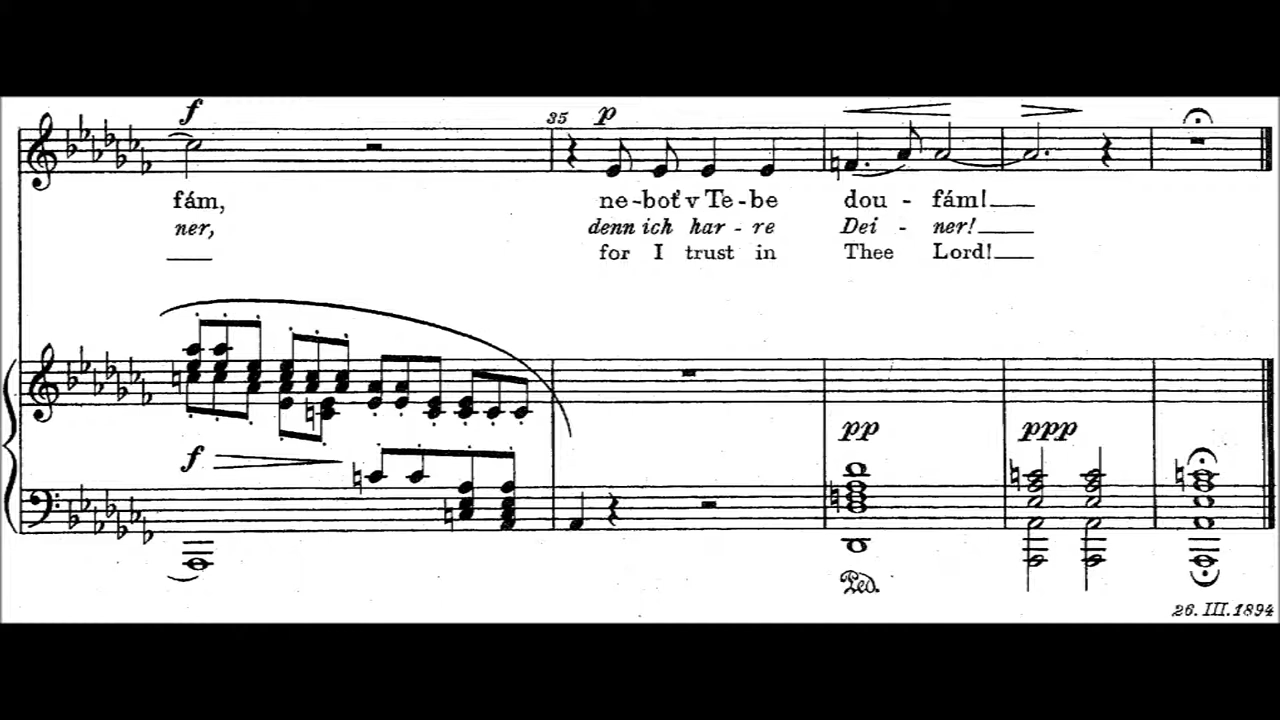 f
35 p
fám, ne-boť v Te-be dou - fám!
ner, denn ich har - re Dei - ner!
for I trust in Thee Lord!
f pp ppp
Ped.
26. III. 1894